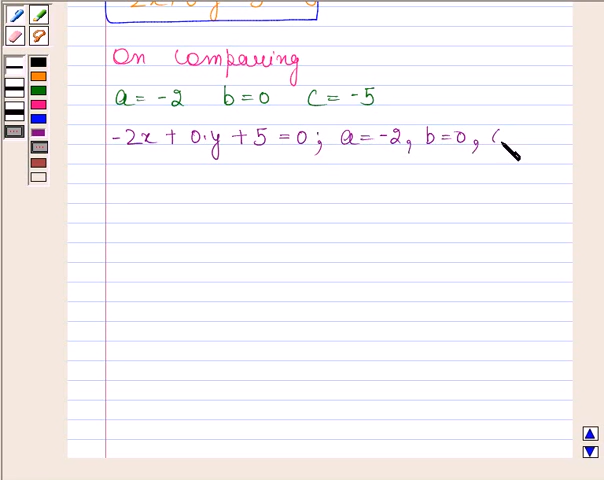 On comparing
a = -2 b = 0 c = -5
-2x + 0.y + 5 = 0 ; a = -2, b = 0, c